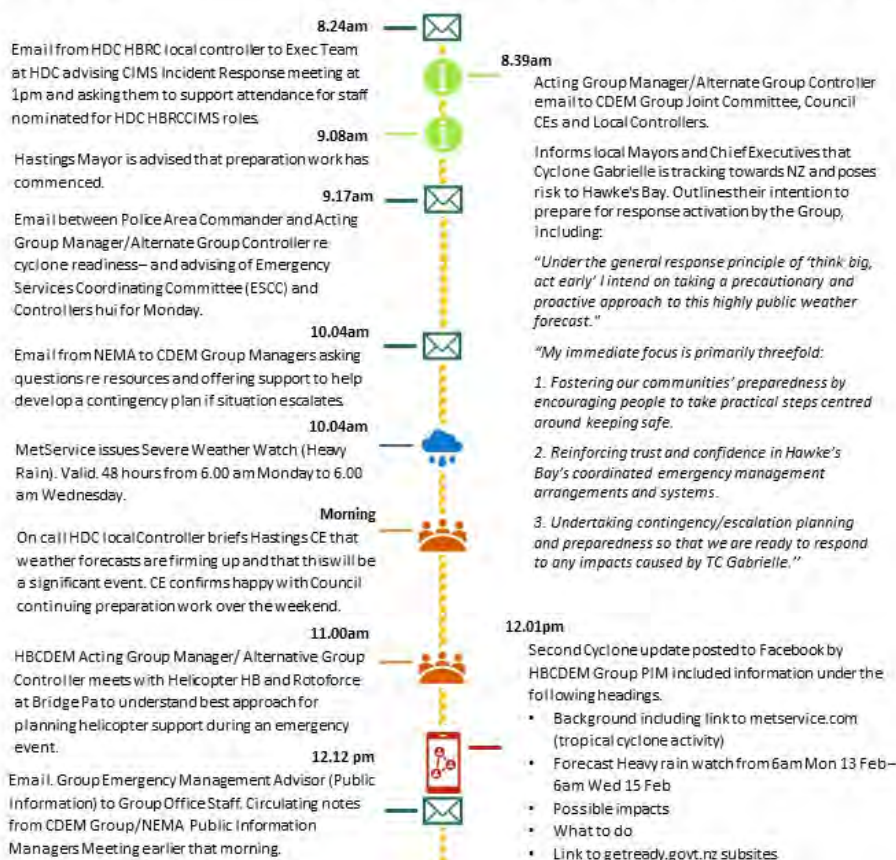 8.24am
Email from HDC HBRC local controller to Exec Team
at HDC advising CIMS Incident Response meeting at
1pm and asking them to support attendance for staff
nominated for HDC HBRCCIMS roles.
8.39am
Acting Group Manager/Alternate Group Controller
email to CDEM Group Joint Committee, Council
CEs and Local Controllers.
Informs local Mayors and Chief Executives that
Cyclone Gabrielle is tracking towards NZ and poses
risk to Hawke's Bay. Outlines their intention to
prepare for response activation by the Group,
including:
"Under the general response principle of 'think big,
act early' I intend on taking a precautionary and
proactive approach to this highly public weather
forecast."
"My immediate focus is primarily threefold:
1. Fostering our communities' preparedness by
encouraging people to take practical steps centred
around keeping safe.
2. Reinforcing trust and confidence in Hawke's
Bay's coordinated emergency management
arrangements and systems.
3. Undertaking contingency/escalation planning
and preparedness so that we are ready to respond
to any impacts caused by TC Gabrielle.''
9.08am
Hastings Mayor is advised that preparation work has
commenced.
9.17am
Email between Police Area Commander and Acting
Group Manager/Alternate Group Controller re
cyclone readiness– and advising of Emergency
Services Coordinating Committee (ESCC) and
Controllers hui for Monday.
10.04am
Email from NEMA to CDEM Group Managers asking
questions re resources and offering support to help
develop a contingency plan if situation escalates.
10.04am
MetService issues Severe Weather Watch (Heavy
Rain). Valid. 48 hours from 6.00 am Monday to 6.00
am Wednesday.
Morning
On call HDC local Controller briefs Hastings CE that
weather forecasts are firming up and that this will be
a significant event. CE confirms happy with Council
continuing preparation work over the weekend.
11.00am
HBCDEM Acting Group Manager/ Alternative Group
Controller meets with Helicopter HB and Rotoforce
at Bridge Pa to understand best approach for
planning helicopter support during an emergency
event.
12.01pm
Second Cyclone update posted to Facebook by
HBCDEM Group PIM included information under the
following headings.
• Background including link to metservice.com
(tropical cyclone activity)
• Forecast Heavy rain watch from 6am Mon 13 Feb–
6am Wed 15 Feb
• Possible impacts
• What to do
• Link to getready.govt.nz subsites
12.12 pm
Email. Group Emergency Management Advisor (Public
Information) to Group Office Staff. Circulating notes
from CDEM Group/NEMA Public Information
Managers Meeting earlier that morning.